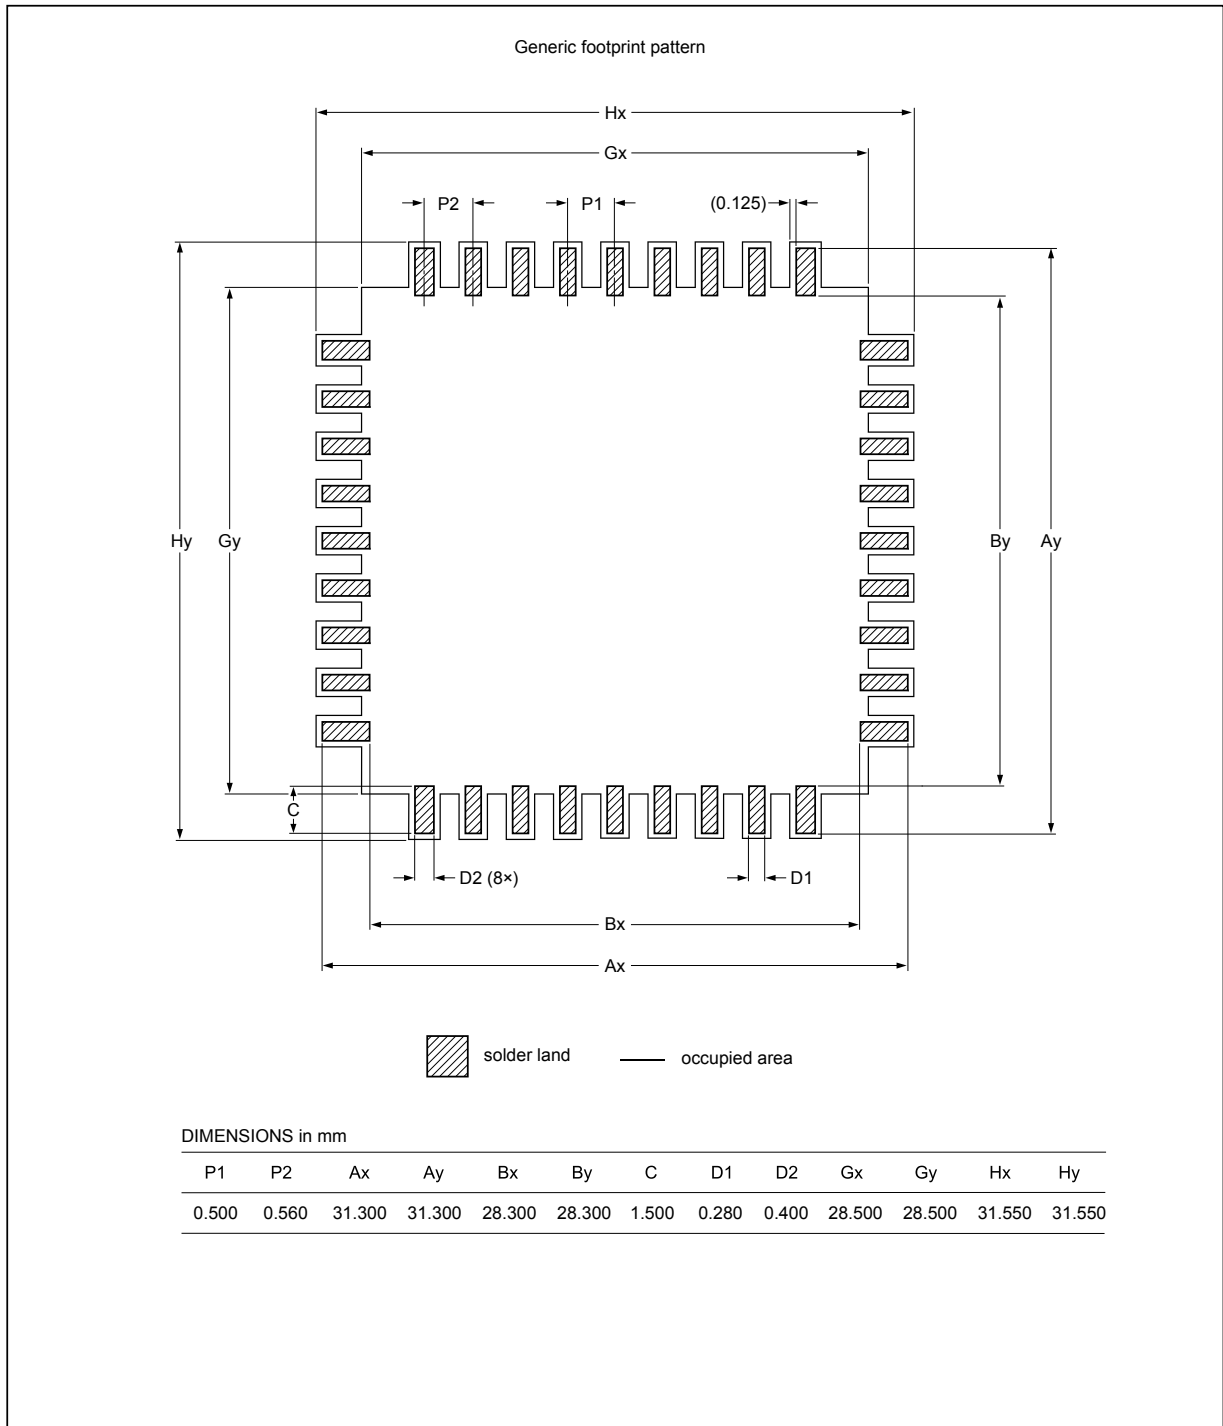 Generic footprint pattern
Hx
Gx
P2 P1 (0.125)
Hy Gy By Ay
C
D2 (8×) D1
Bx
Ax
solder land occupied area
DIMENSIONS in mm
P1 P2 Ax Ay Bx By C D1 D2 Gx Gy Hx Hy
0.500 0.560 31.300 31.300 28.300 28.300 1.500 0.280 0.400 28.500 28.500 31.550 31.550